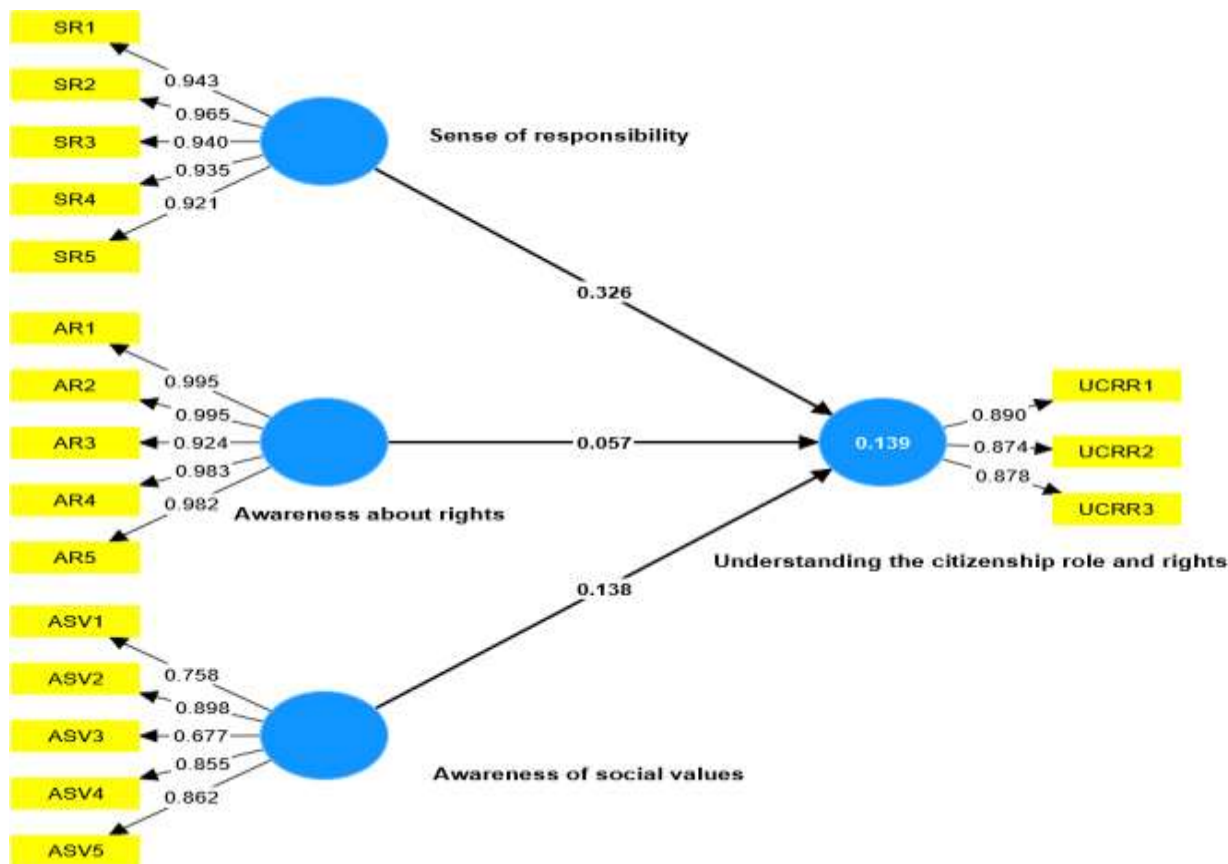 SR1
0.943
SR2
0.965
SR3
0.940
SR4
0.935
0.921
SR5
Sense of responsibility
0.326
AR1
0.995
AR2
0.995
AR3
0.924
AR4
0.983
0.982
AR5
Awareness about rights
0.057
0.139
UCRR1
0.890
UCRR2
0.874
0.878
UCRR3
Understanding the citizenship role and rights
0.138
ASV1
0.758
ASV2
0.898
ASV3
0.677
0.855
ASV4
0.862
ASV5
Awareness of social values